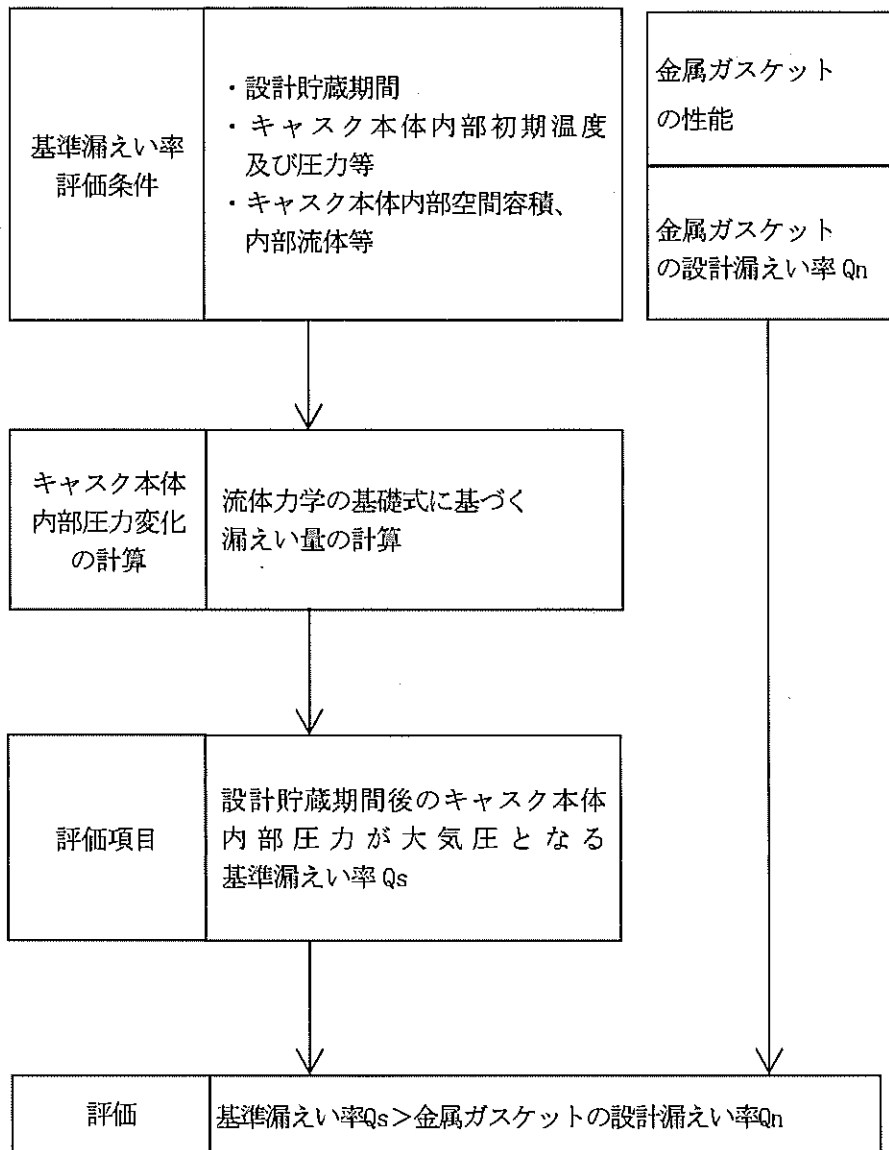 基準漏えい率
評価条件
・設計貯蔵期間
・キャスク本体内部初期温度
及び圧力等
・キャスク本体内部空間容積、
内部流体等
金属ガスケット
の性能
金属ガスケット
の設計漏えい率Qn
キャスク本体
内部圧力変化
の計算
流体力学の基礎式に基づく
漏えい量の計算
評価項目
設計貯蔵期間後のキャスク本体
内部圧力が大気圧となる
基準漏えい率Qs
評価
基準漏えい率Qs>金属ガスケットの設計漏えい率Qn